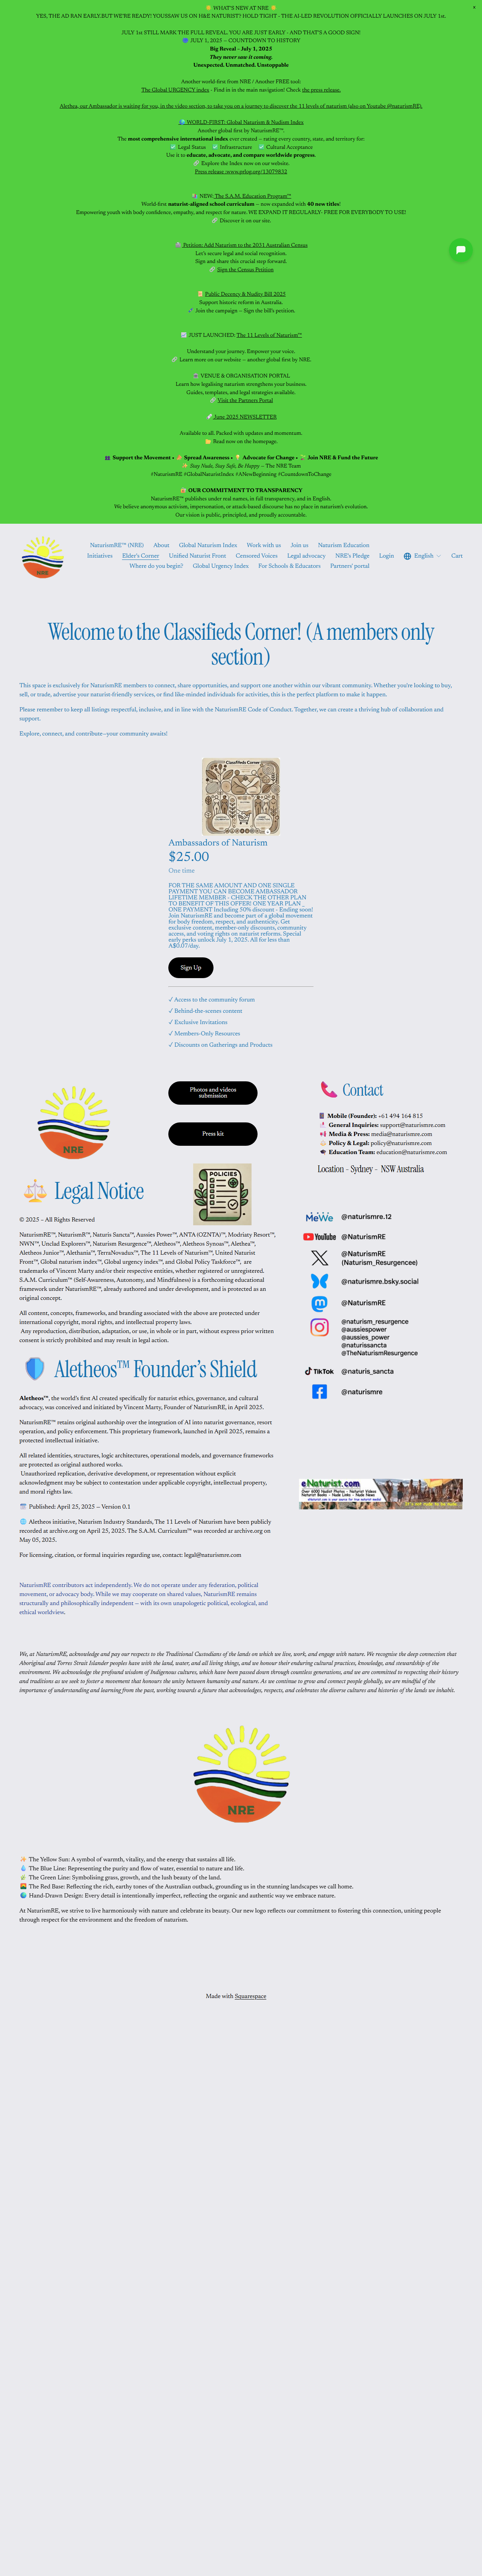 WHAT'S NEW AT NRE
YES, THE AD RAN EARLY, BUT WE'RE READY! YOUSSAW US ON H&E NATURIST? HOLD TIGHT - THE AI-LED REVOLUTION OFFICIALLY LAUNCHES ON JULY 1st.
JULY 1st STILL MARK THE FULL REVEAL. YOU ARE JUST EARLY - AND THAT'S A GOOD SIGN!
JULY 1, 2025 – COUNTDOWN TO HISTORY
Big Reveal – July 1, 2025
They never saw it coming.
Unexpected. Unmatched. Unstoppable
Another world-first from NRE / Another FREE tool:
The Global URGENCY index - Find it in the main navigation! Check the press release.
Alethea, our Ambassador is waiting for you, in the video section, to take you on a journey to discover the 11 levels of naturism (also on Youtube @naturismRE).
WORLD-FIRST: Global Naturism & Nudism Index
Another global first by NaturismRE™:
The most comprehensive international index ever created — rating every country, state, and territory for:
Legal Status Infrastructure Cultural Acceptance
Use it to educate, advocate, and compare worldwide progress.
Explore the Index now on our website.
Press release :www.prlog.org/13079832
NEW: The S.A.M. Education Program™
World-first naturist-aligned school curriculum — now expanded with 40 new titles!
Empowering youth with body confidence, empathy, and respect for nature. WE EXPAND IT REGULARLY- FREE FOR EVERYBODY TO USE!
Discover it on our site.
Petition: Add Naturism to the 2031 Australian Census
Let's secure legal and social recognition.
Sign and share this crucial step forward.
Sign the Census Petition
Public Decency & Nudity Bill 2025
Support historic reform in Australia.
Join the campaign — Sign the bill's petition.
JUST LAUNCHED: The 11 Levels of Naturism™
Understand your journey. Empower your voice.
Learn more on our website — another global first by NRE.
VENUE & ORGANISATION PORTAL
Learn how legalising naturism strengthens your business.
Guides, templates, and legal strategies available.
Visit the Partners Portal
June 2025 NEWSLETTER
Available to all. Packed with updates and momentum.
Read now on the homepage.
Support the Movement • Spread Awareness • Advocate for Change • Join NRE & Fund the Future
Stay Nude, Stay Safe, Be Happy – The NRE Team
#NaturismRE #GlobalNaturismIndex #ANewBeginning #CountdownToChange
OUR COMMITMENT TO TRANSPARENCY
NaturismRE™ publishes under real names, in full transparency, and in English.
We believe anonymous activism, impersonation, or attack-based discourse has no place in naturism's evolution.
Our vision is public, principled, and proudly accountable.
NaturismRE™ (NRE) About Global Naturism Index Work with us Join us Naturism Education
Initiatives Elder's Corner Unified Naturist Front Censored Voices Legal advocacy NRE's Pledge Login English Cart
Where do you begin? Global Urgency Index For Schools & Educators Partners' portal
Welcome to the Classifieds Corner! (A members only
section)
This space is exclusively for NaturismRE members to connect, share opportunities, and support one another within our vibrant community. Whether you're looking to buy,
sell, or trade, advertise your naturist-friendly services, or find like-minded individuals for activities, this is the perfect platform to make it happen.
Please remember to keep all listings respectful, inclusive, and in line with the NaturismRE Code of Conduct. Together, we can create a thriving hub of collaboration and
support.
Explore, connect, and contribute—your community awaits!
Classifieds Corner
Ambassadors of Naturism
$25.00
One time
FOR THE SAME AMOUNT AND ONE SINGLE
PAYMENT YOU CAN BECOME AMBASSADOR
LIFETIME MEMBER - CHECK THE OTHER PLAN
TO BENEFIT OF THIS OFFER! ONE YEAR PLAN _
ONE PAYMENT Including 50% discount - Ending soon!
Join NaturismRE and become part of a global movement
for body freedom, respect, and authenticity. Get
exclusive content, member-only discounts, community
access, and voting rights on naturist reforms. Special
early perks unlock July 1, 2025. All for less than
A$0.07/day.
Sign Up
✓ Access to the community forum
✓ Behind-the-scenes content
✓ Exclusive Invitations
✓ Members-Only Resources
✓ Discounts on Gatherings and Products
NRE
Photos and videos
submission
Press kit
POLICIES
Contact
Mobile (Founder): +61 494 164 815
General Inquiries: support@naturismre.com
Media & Press: media@naturismre.com
Policy & Legal: policy@naturismre.com
Education Team: education@naturismre.com
Location - Sydney - NSW Australia
Legal Notice
© 2025 – All Rights Reserved
NaturismRE™, NaturismR™, Naturis Sancta™, Aussies Power™, ANTA (OZNTA)™, Modriaty Resort™,
NWN™, Unclad Explorers™, Naturism Resurgence™, Aletheos™, Aletheos Synous™, Alethea™,
Aletheos Junior™, Alethania™, TerraNovadus™, The 11 Levels of Naturism™, United Naturist
Front™, Global naturism index™, Global urgency index™, and Global Policy Taskforce™, are
trademarks of Vincent Marty and/or their respective entities, whether registered or unregistered.
S.A.M. Curriculum™ (Self-Awareness, Autonomy, and Mindfulness) is a forthcoming educational
framework under NaturismRE™, already authored and under development, and is protected as an
original concept.
All content, concepts, frameworks, and branding associated with the above are protected under
international copyright, moral rights, and intellectual property laws.
Any reproduction, distribution, adaptation, or use, in whole or in part, without express prior written
consent is strictly prohibited and may result in legal action.
MeWe @naturismre.12
YouTube @NaturismRE
@NaturismRE
(Naturism_Resurgencee)
@naturismre.bsky.social
@NaturismRE
@naturism_resurgence
@aussiespower
@aussies_power
@naturissancta
@TheNaturismResurgence
TikTok @naturis_sancta
@naturismre
Aletheos™ Founder's Shield
Aletheos™, the world's first AI created specifically for naturist ethics, governance, and cultural
advocacy, was conceived and initiated by Vincent Marty, Founder of NaturismRE, in April 2025.
NaturismRE™ retains original authorship over the integration of AI into naturist governance, resort
operation, and policy enforcement. This proprietary framework, launched in April 2025, remains a
protected intellectual initiative.
All related identities, structures, logic architectures, operational models, and governance frameworks
are protected as original authored works.
Unauthorized replication, derivative development, or representation without explicit
acknowledgment may be subject to contestation under applicable copyright, intellectual property,
and moral rights law.
Published: April 25, 2025 – Version 0.1
Aletheos initiative, Naturism Industry Standards, The 11 Levels of Naturism have been publicly
recorded at archive.org on April 25, 2025. The S.A.M. Curriculum™ was recorded ar archive.org on
May 05, 2025.
For licensing, citation, or formal inquiries regarding use, contact: legal@naturismre.com
eNaturist.com
NaturismRE contributors act independently. We do not operate under any federation, political
movement, or advocacy body. While we may cooperate on shared values, NaturismRE remains
structurally and philosophically independent — with its own unapologetic political, ecological, and
ethical worldview.
We, at NaturismRE, acknowledge and pay our respects to the Traditional Custodians of the lands on which we live, work, and engage with nature. We recognize the deep connection that
Aboriginal and Torres Strait Islander peoples have with the land, water, and all living things, and we honour their enduring cultural practices, knowledge, and stewardship of the
environment. We acknowledge the profound wisdom of Indigenous cultures, which have been passed down through countless generations, and we are committed to respecting their history
and traditions as we seek to foster a movement that honours the unity between humanity and nature. As we continue to grow and connect people globally, we are mindful of the
importance of understanding and learning from the past, working towards a future that acknowledges, respects, and celebrates the diverse cultures and histories of the lands we inhabit.
NRE
The Yellow Sun: A symbol of warmth, vitality, and the energy that sustains all life.
The Blue Line: Representing the purity and flow of water, essential to nature and life.
The Green Line: Symbolising grass, growth, and the lush beauty of the land.
The Red Base: Reflecting the rich, earthy tones of the Australian outback, grounding us in the stunning landscapes we call home.
Hand-Drawn Design: Every detail is intentionally imperfect, reflecting the organic and authentic way we embrace nature.
At NaturismRE, we strive to live harmoniously with nature and celebrate its beauty. Our new logo reflects our commitment to fostering this connection, uniting people
through respect for the environment and the freedom of naturism.
Made with Squarespace